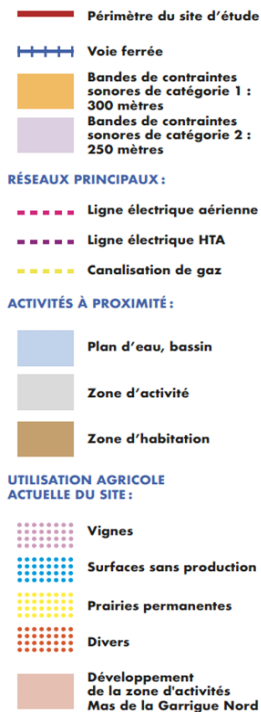 Périmètre du site d'étude
Voie ferrée
Bandes de contraintes
sonores de catégorie 1 :
300 mètres
Bandes de contraintes
sonores de catégorie 2 :
250 mètres
RÉSEAUX PRINCIPAUX :
Ligne électrique aérienne
Ligne électrique HTA
Canalisation de gaz
ACTIVITÉS À PROXIMITÉ :
Plan d'eau, bassin
Zone d'activité
Zone d'habitation
UTILISATION AGRICOLE
ACTUELLE DU SITE :
Vignes
Surfaces sans production
Prairies permanentes
Divers
Développement
de la zone d'activités
Mas de la Garrigue Nord